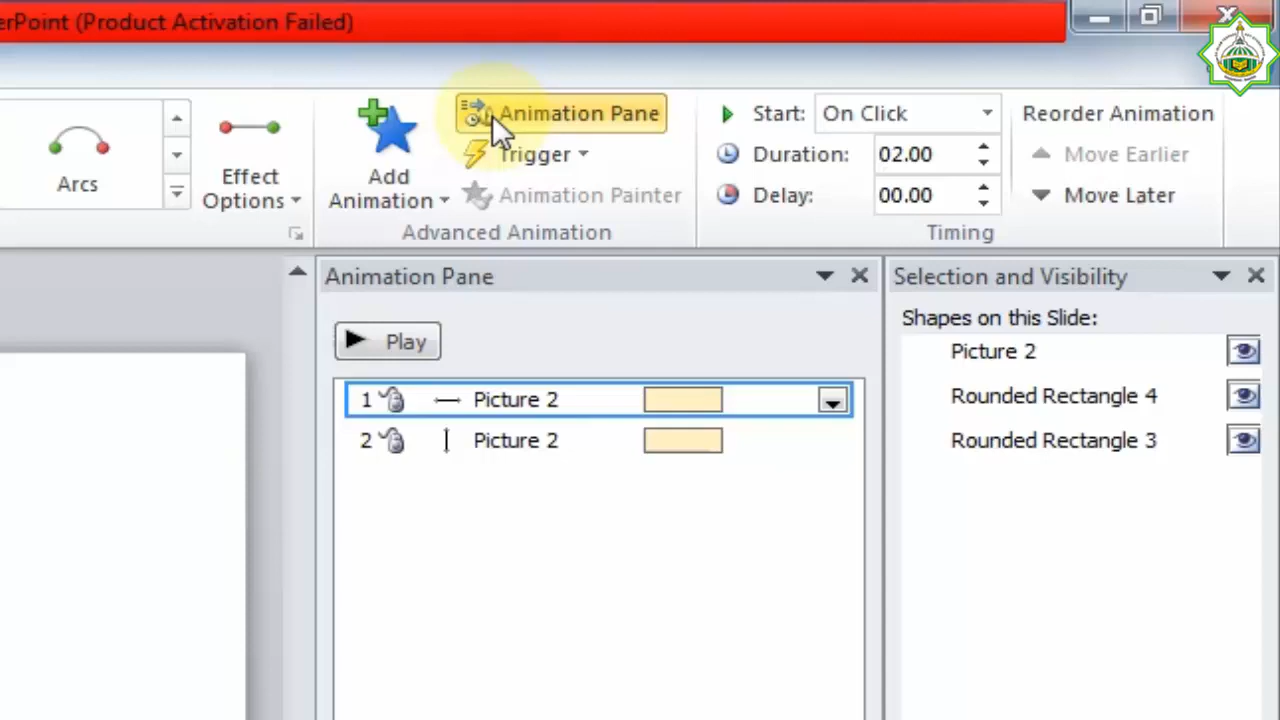 erPoint (Product Activation Failed)
Arcs
Effect
Options
Add
Animation
Animation Pane
Trigger
Animation Painter
Advanced Animation
Start: On Click
Duration: 02.00
Delay: 00.00
Timing
Reorder Animation
Move Earlier
Move Later
Animation Pane
Play
1 Picture 2
2 Picture 2
Selection and Visibility
Shapes on this Slide:
Picture 2
Rounded Rectangle 4
Rounded Rectangle 3